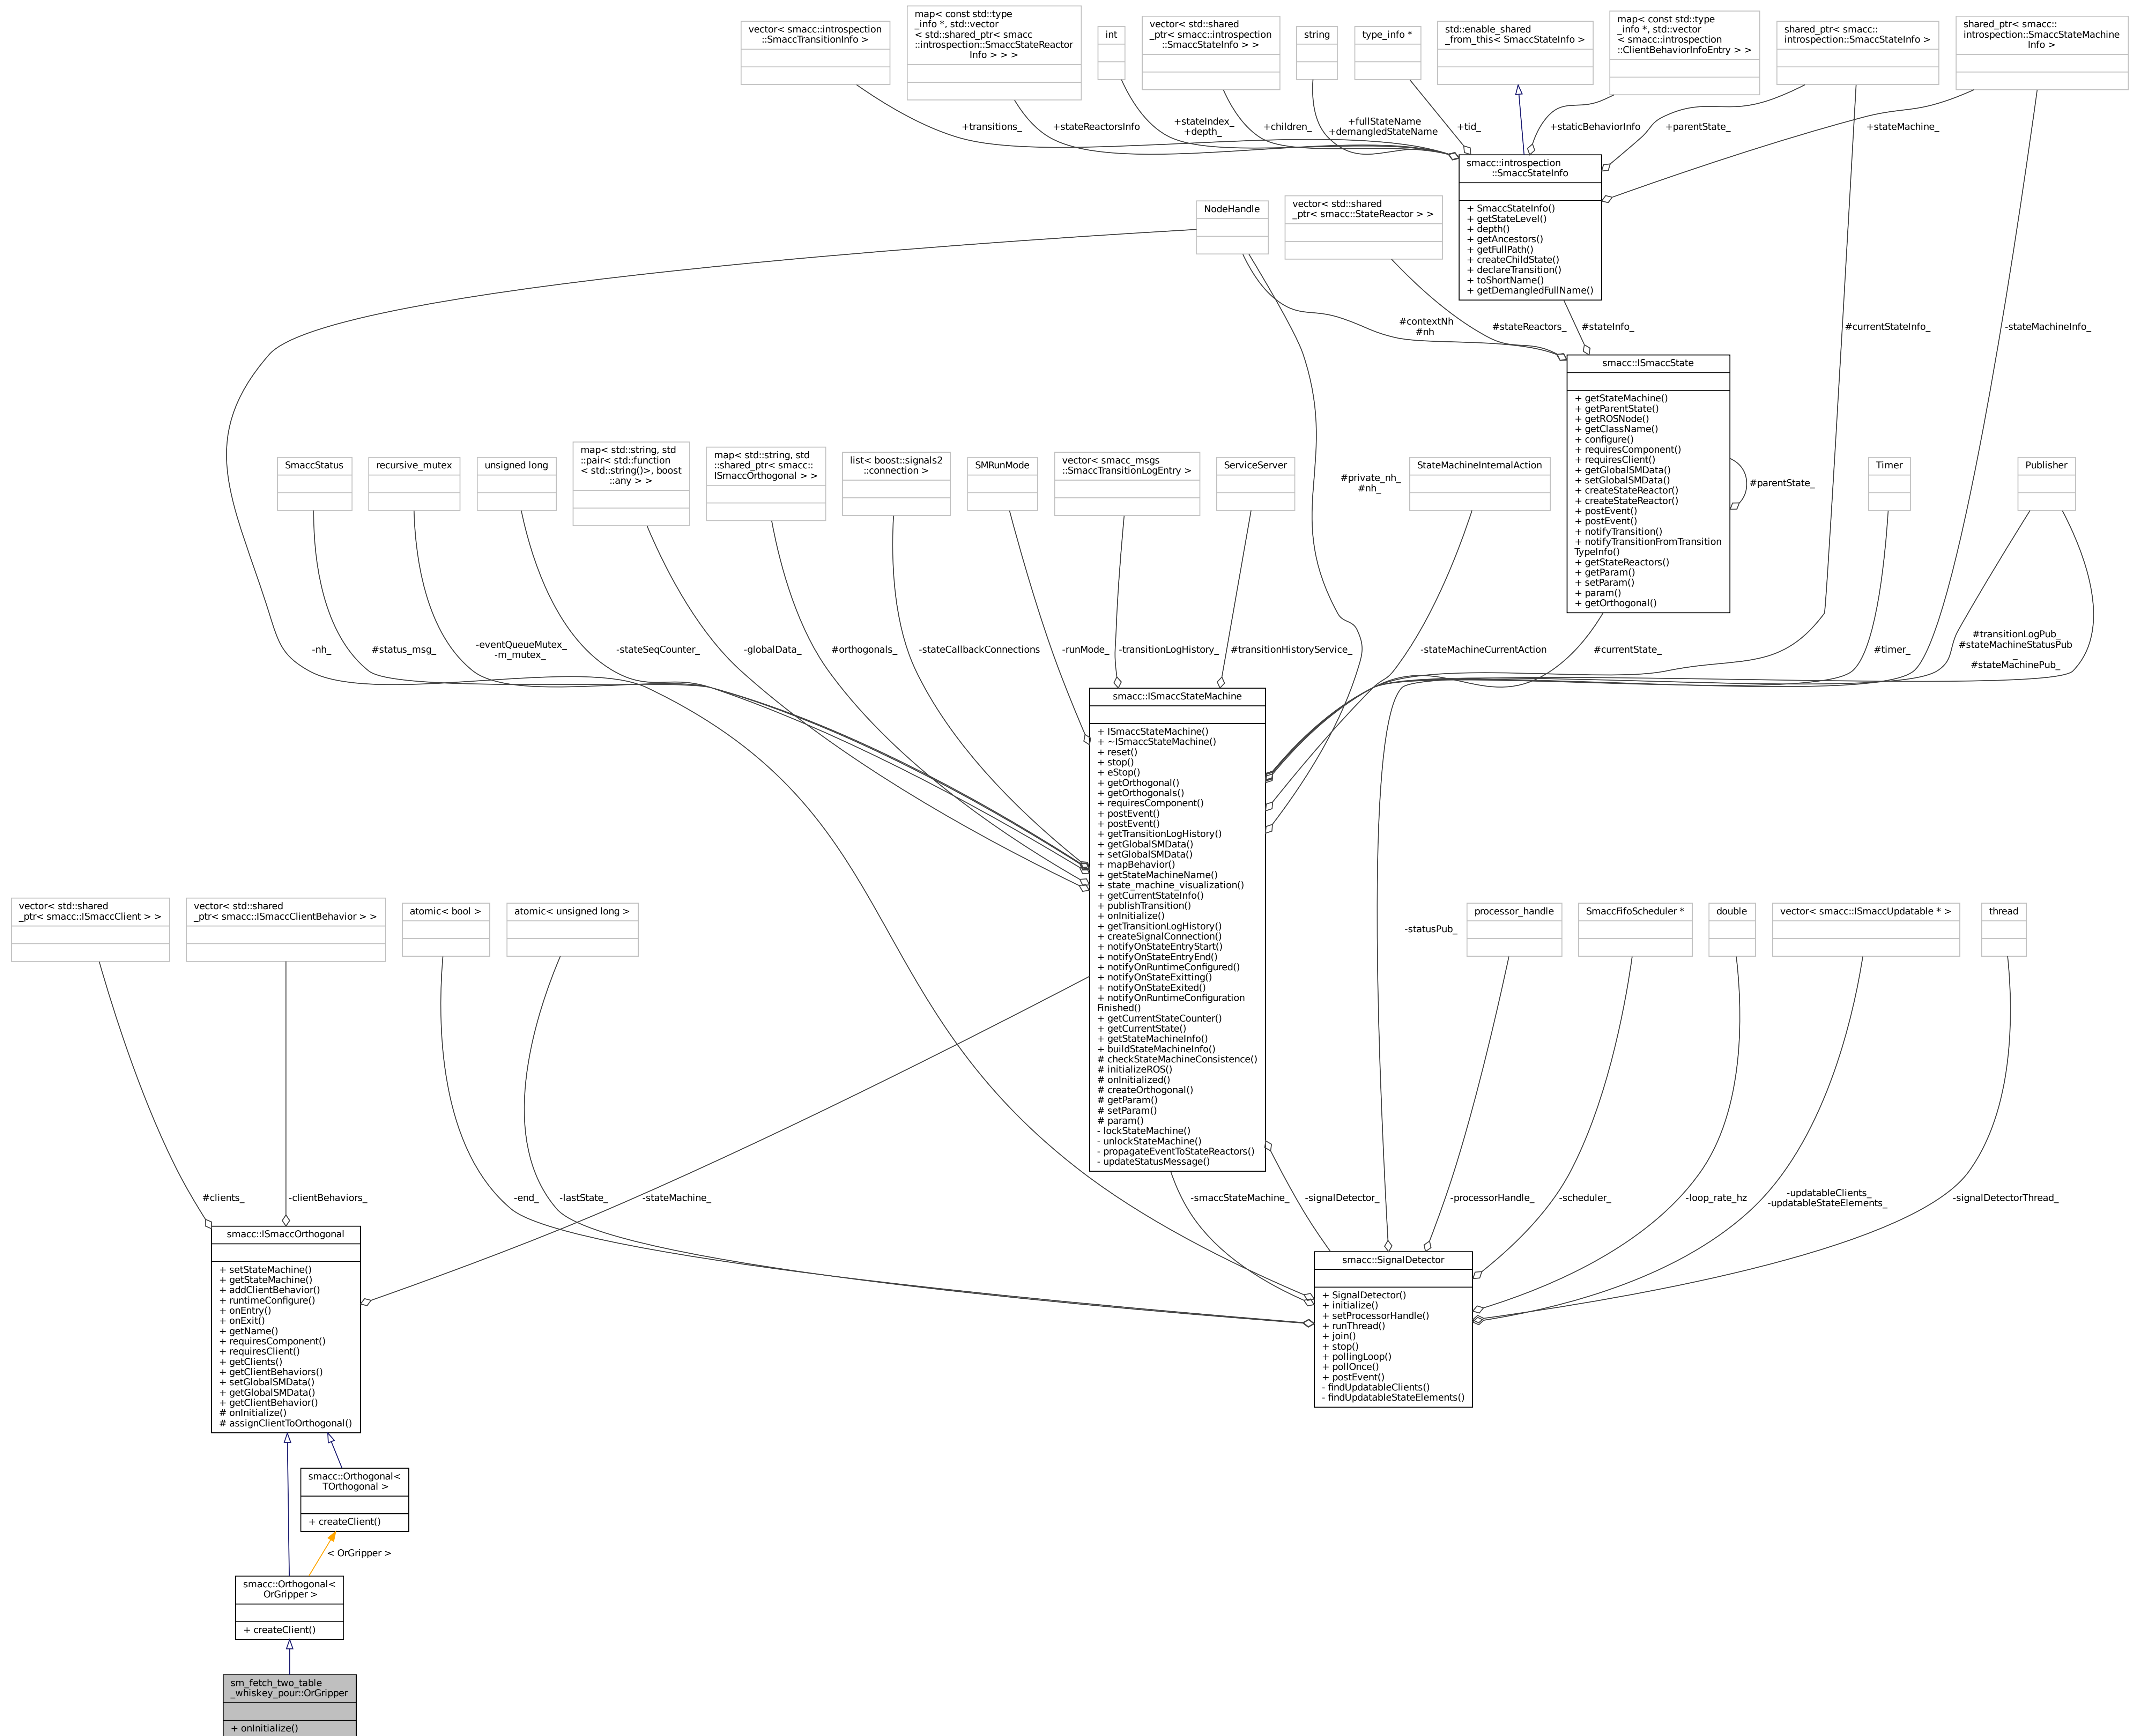 vector< smacc::introspection
::SmaccTransitionInfo >
map< const std::type
_info *, std::vector
< std::shared_ptr< smacc
::introspection::SmaccStateReactor
Info > > >
int
vector< std::shared
_ptr< smacc::introspection
::SmaccStateInfo > >
string
type_info *
std::enable_shared
_from_this< SmaccStateInfo >
map< const std::type
_info *, std::vector
< smacc::introspection
::ClientBehaviorInfoEntry > >
shared_ptr< smacc::
introspection::SmaccStateInfo >
shared_ptr< smacc::
introspection::SmaccStateMachine
Info >
+transitions_
+stateReactorsInfo
+stateIndex_
+depth_
+children_
+fullStateName
+demangledStateName
+tid_
+staticBehaviorInfo
+parentState_
+stateMachine_
smacc::introspection
::SmaccStateInfo
+ SmaccStateInfo()
+ getStateLevel()
+ depth()
+ getAncestors()
+ getFullPath()
+ createChildState()
+ declareTransition()
+ toShortName()
+ getDemangledFullName()
NodeHandle
vector< std::shared
_ptr< smacc::StateReactor > >
#contextNh
#nh
#stateReactors_
#stateInfo_
#currentStateInfo_
-stateMachineInfo_
smacc::ISmaccState
+ getStateMachine()
+ getParentState()
+ getROSNode()
+ getClassName()
+ configure()
+ requiresComponent()
+ requiresClient()
+ getGlobalSMData()
+ setGlobalSMData()
+ createStateReactor()
+ createStateReactor()
+ postEvent()
+ postEvent()
+ notifyTransition()
+ notifyTransitionFromTransition
TypeInfo()
+ getStateReactors()
+ getParam()
+ setParam()
+ param()
+ getOrthogonal()
#parentState_
SmaccStatus
recursive_mutex
unsigned long
map< std::string, std
::pair< std::function
< std::string()>, boost
::any > >
map< std::string, std
::shared_ptr< smacc::
ISmaccOrthogonal > >
list< boost::signals2
::connection >
SMRunMode
vector< smacc_msgs
::SmaccTransitionLogEntry >
ServiceServer
#private_nh_
#nh_
StateMachineInternalAction
Timer
Publisher
-nh_
#status_msg_
-eventQueueMutex_
-m_mutex_
-stateSeqCounter_
-globalData_
#orthogonals_
-stateCallbackConnections
-runMode_
-transitionLogHistory_
#transitionHistoryService_
-stateMachineCurrentAction
#currentState_
#timer_
#transitionLogPub_
#stateMachineStatusPub
_
#stateMachinePub_
smacc::ISmaccStateMachine
+ ISmaccStateMachine()
+ ~ISmaccStateMachine()
+ reset()
+ stop()
+ eStop()
+ getOrthogonal()
+ getOrthogonals()
+ requiresComponent()
+ postEvent()
+ postEvent()
+ getTransitionLogHistory()
+ getGlobalSMData()
+ setGlobalSMData()
+ mapBehavior()
+ getStateMachineName()
+ state_machine_visualization()
+ getCurrentStateInfo()
+ publishTransition()
+ onInitialize()
+ getTransitionLogHistory()
+ createSignalConnection()
+ notifyOnStateEntryStart()
+ notifyOnStateEntryEnd()
+ notifyOnRuntimeConfigured()
+ notifyOnStateExitting()
+ notifyOnStateExited()
+ notifyOnRuntimeConfiguration
Finished()
+ getCurrentStateCounter()
+ getCurrentState()
+ getStateMachineInfo()
+ buildStateMachineInfo()
# checkStateMachineConsistence()
# initializeROS()
# onInitialized()
# createOrthogonal()
# getParam()
# setParam()
# param()
- lockStateMachine()
- unlockStateMachine()
- propagateEventToStateReactors()
- updateStatusMessage()
vector< std::shared
_ptr< smacc::ISmaccClient > >
vector< std::shared
_ptr< smacc::ISmaccClientBehavior > >
atomic< bool >
atomic< unsigned long >
-statusPub_
processor_handle
SmaccFifoScheduler *
double
vector< smacc::ISmaccUpdatable * >
thread
#clients_
-clientBehaviors_
-end_
-lastState_
-stateMachine_
-smaccStateMachine_
-signalDetector_
-processorHandle_
-scheduler_
-loop_rate_hz
-updatableClients_
-updatableStateElements_
-signalDetectorThread_
smacc::ISmaccOrthogonal
+ setStateMachine()
+ getStateMachine()
+ addClientBehavior()
+ runtimeConfigure()
+ onEntry()
+ onExit()
+ getName()
+ requiresComponent()
+ requiresClient()
+ getClients()
+ getClientBehaviors()
+ setGlobalSMData()
+ getGlobalSMData()
+ getClientBehavior()
# onInitialize()
# assignClientToOrthogonal()
smacc::SignalDetector
+ SignalDetector()
+ initialize()
+ setProcessorHandle()
+ runThread()
+ join()
+ stop()
+ pollingLoop()
+ pollOnce()
+ postEvent()
- findUpdatableClients()
- findUpdatableStateElements()
smacc::Orthogonal<
TOrthogonal >
+ createClient()
< OrGripper >
smacc::Orthogonal<
OrGripper >
+ createClient()
sm_fetch_two_table
_whiskey_pour::OrGripper
+ onInitialize()